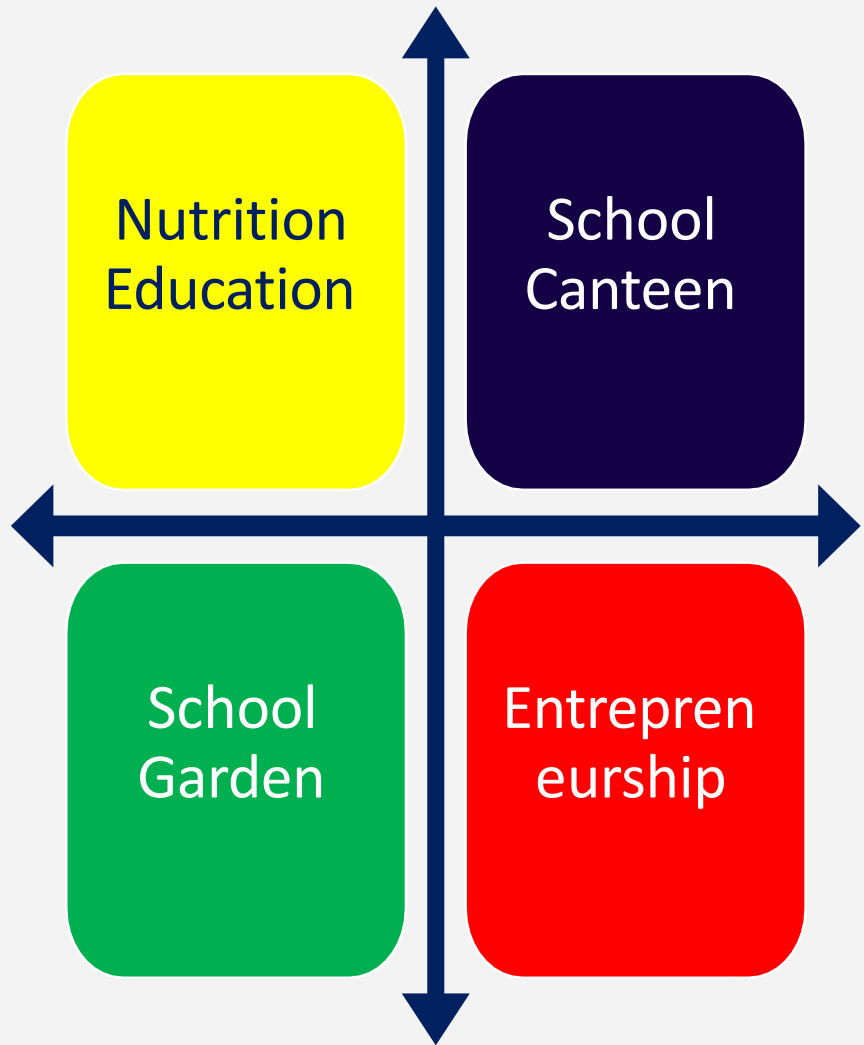 Nutrition
Education
School
Canteen
School
Garden
Entrepren
eurship